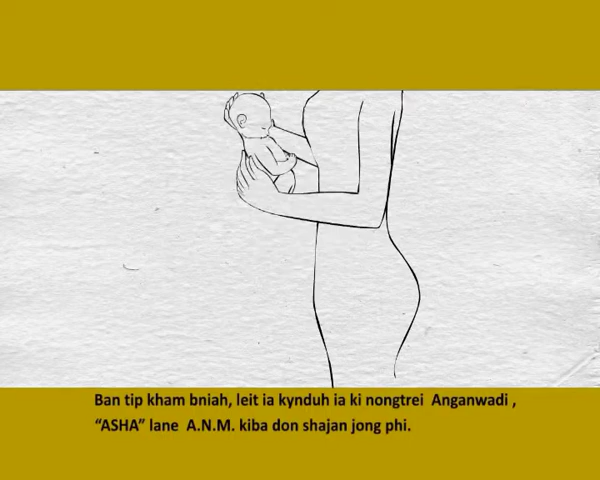 Ban tip kham bniah, leit ia kynduh ia ki nongtrei Anganwadi ,
“ASHA” lane A.N.M. kiba don shajan jong phi.